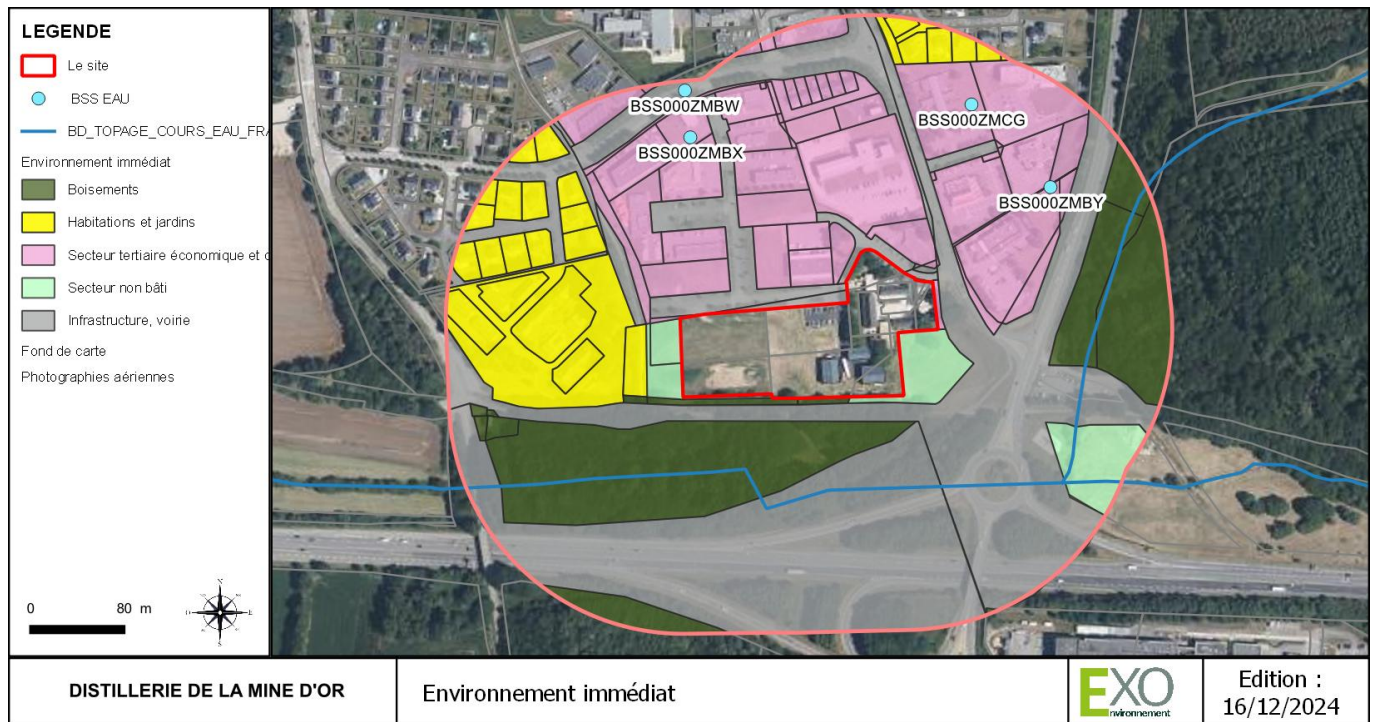 LEGENDE
Le site
BSS EAU
BD_TOPAGE_COURS_EAU_FRA
Environnement immédiat
Boisements
Habitations et jardins
Secteur tertiaire économique et
Secteur non bâti
Infrastructure, voirie
Fond de carte
Photographies aériennes
0 80 m
N
E
S
BSS000ZMBW
BSS000ZMBX
BSS000ZMCG
BSS000ZMBY
DISTILLERIE DE LA MINE D'OR
Environnement immédiat
EXO
nvironnement
Edition :
16/12/2024